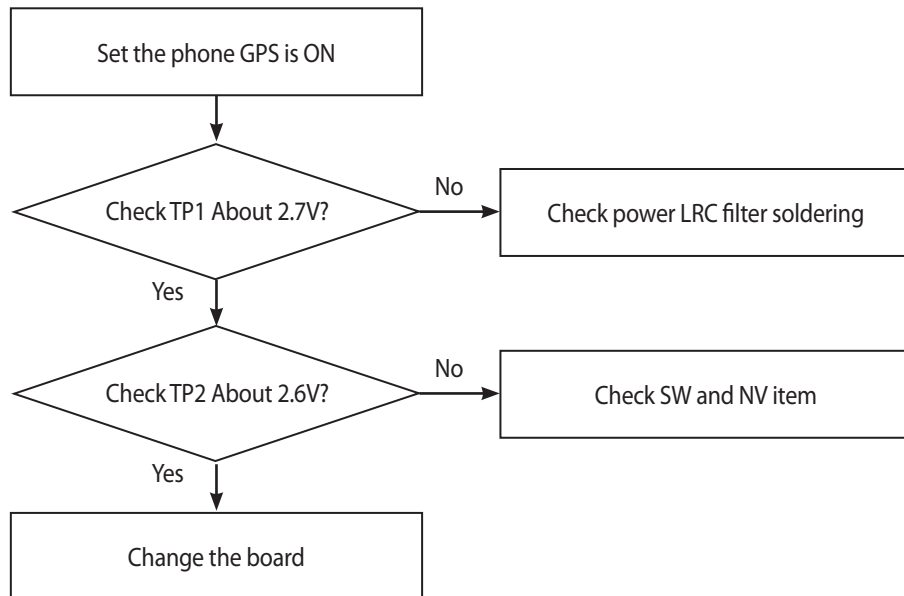 Set the phone GPS is ON
Check TP1 About 2.7V?
No
Check power LRC filter soldering
Yes
Check TP2 About 2.6V?
No
Check SW and NV item
Yes
Change the board